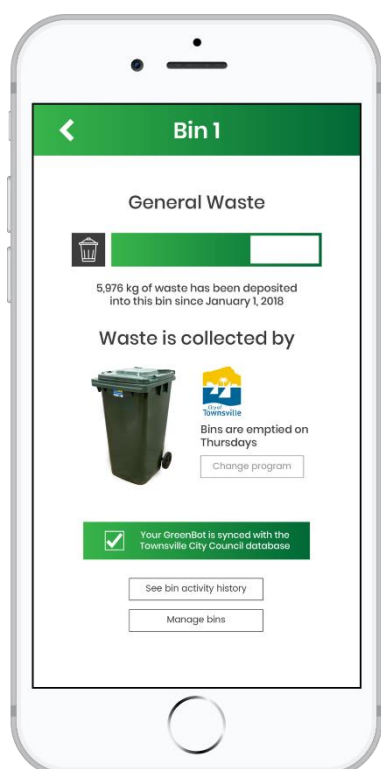 Bin 1
General Waste
5,976 kg of waste has been deposited
into this bin since January 1, 2018
Waste is collected by
City of
Townsville
Bins are emptied on
Thursdays
Change program
Your GreenBot is synced with the
Townsville City Council database
See bin activity history
Manage bins